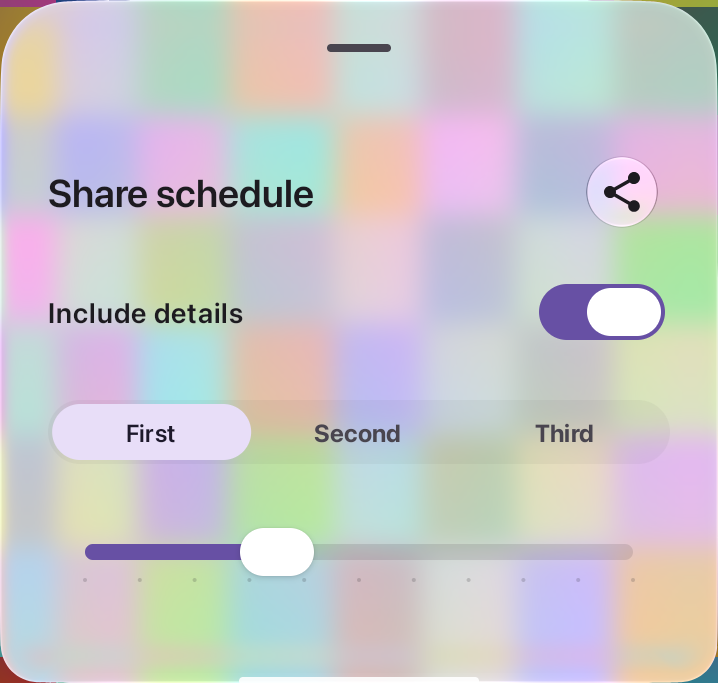 Share schedule
Include details
First
Second
Third